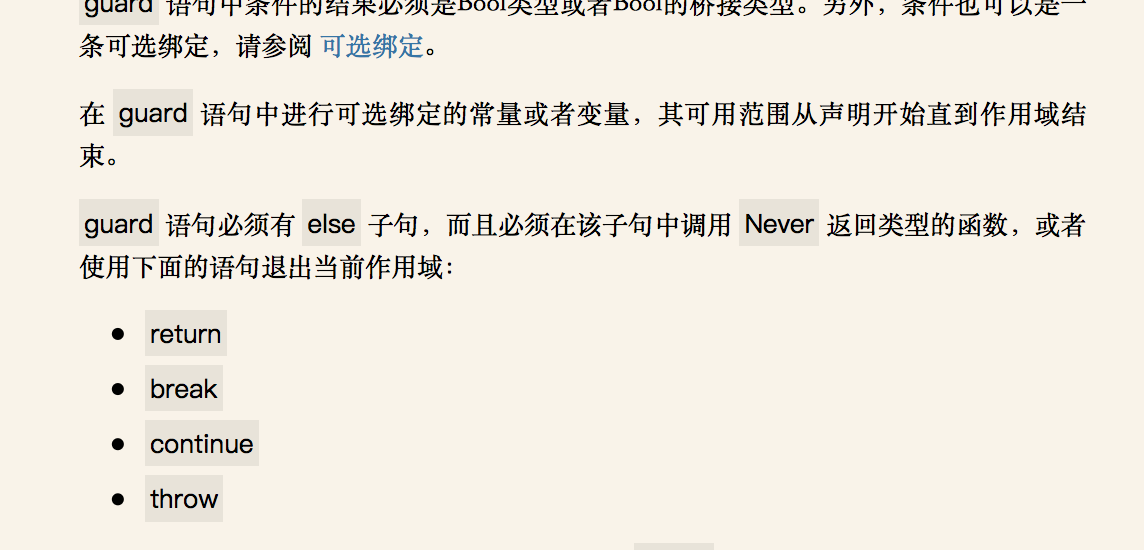 guard 语句中条件的结果必须是Bool类型或者Bool的桥接类型。另外，条件也可以是一
条可选绑定，请参阅 可选绑定。
在 guard 语句中进行可选绑定的常量或者变量，其可用范围从声明开始直到作用域结
束。
guard 语句必须有 else 子句，而且必须在该子句中调用 Never 返回类型的函数，或者
使用下面的语句退出当前作用域：
return
break
continue
throw